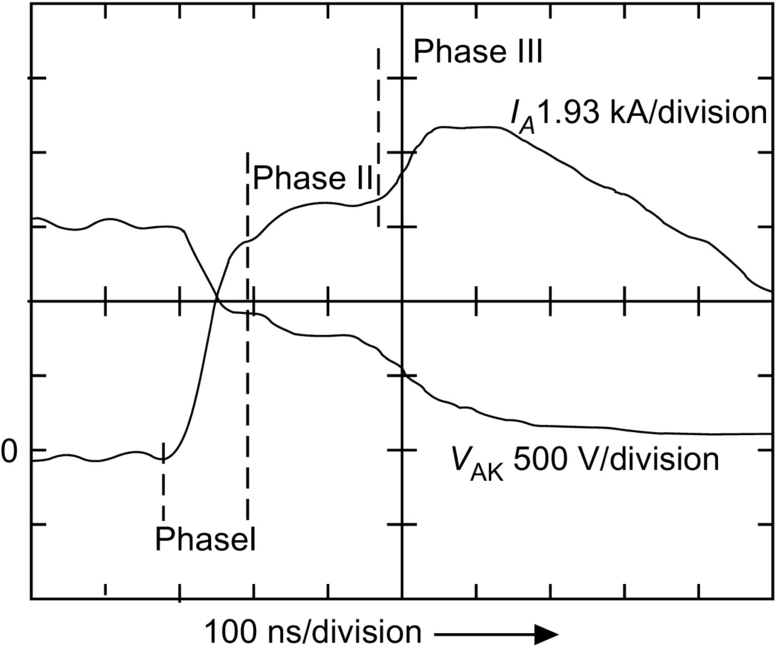 Phase III
I_A 1.93 kA/division
Phase II
0
V_AK 500 V/division
PhaseI
100 ns/division